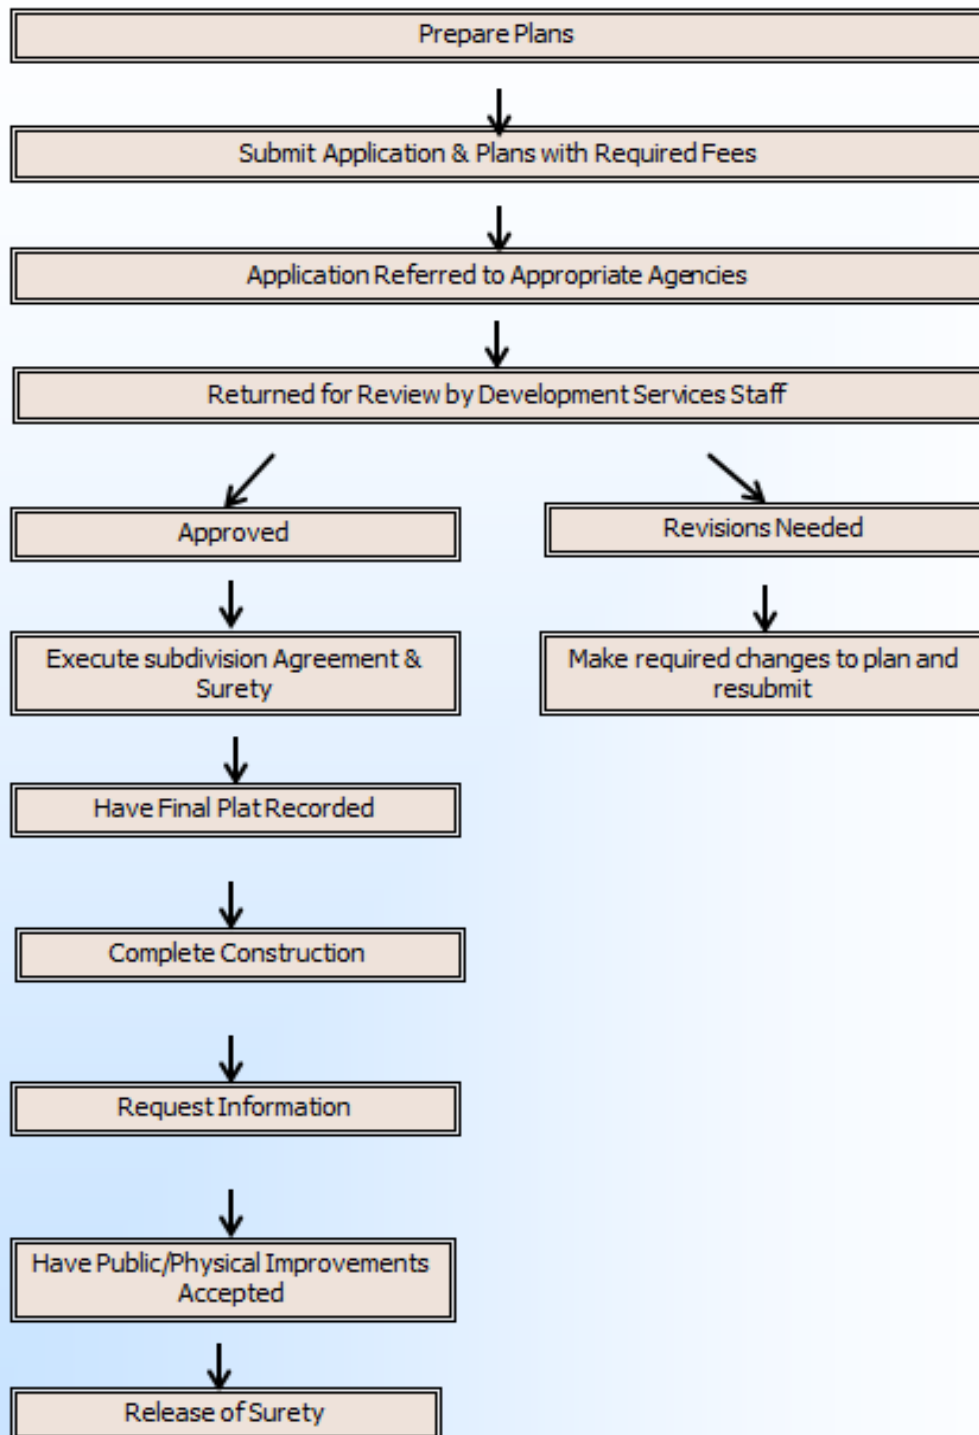 Prepare Plans
Submit Application & Plans with Required Fees
Application Referred to Appropriate Agencies
Returned for Review by Development Services Staff
Approved
Revisions Needed
Execute subdivision Agreement &
Surety
Make required changes to plan and
resubmit
Have Final Plat Recorded
Complete Construction
Request Information
Have Public/Physical Improvements
Accepted
Release of Surety